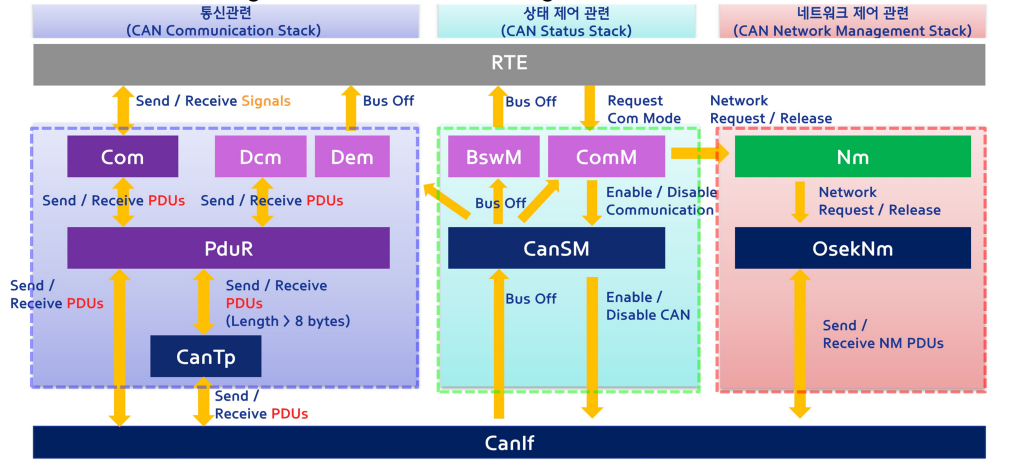 통신관련
(CAN Communication Stack)
상태 제어 관련
(CAN Status Stack)
네트워크 제어 관련
(CAN Network Management Stack)
RTE
Send / Receive Signals
Bus Off
Bus Off
Request
Com Mode
Network
Request / Release
Com
Dcm
Dem
BswM
ComM
Nm
Send / Receive PDUs
Send / Receive PDUs
Bus Off
Enable / Disable
Communication
Network
Request / Release
PduR
CanSM
OsekNm
Send /
Receive PDUs
Send / Receive
PDUs
(Length > 8 bytes)
Bus Off
Enable /
Disable CAN
Send /
Receive NM PDUs
CanTp
Send /
Receive PDUs
CanIf